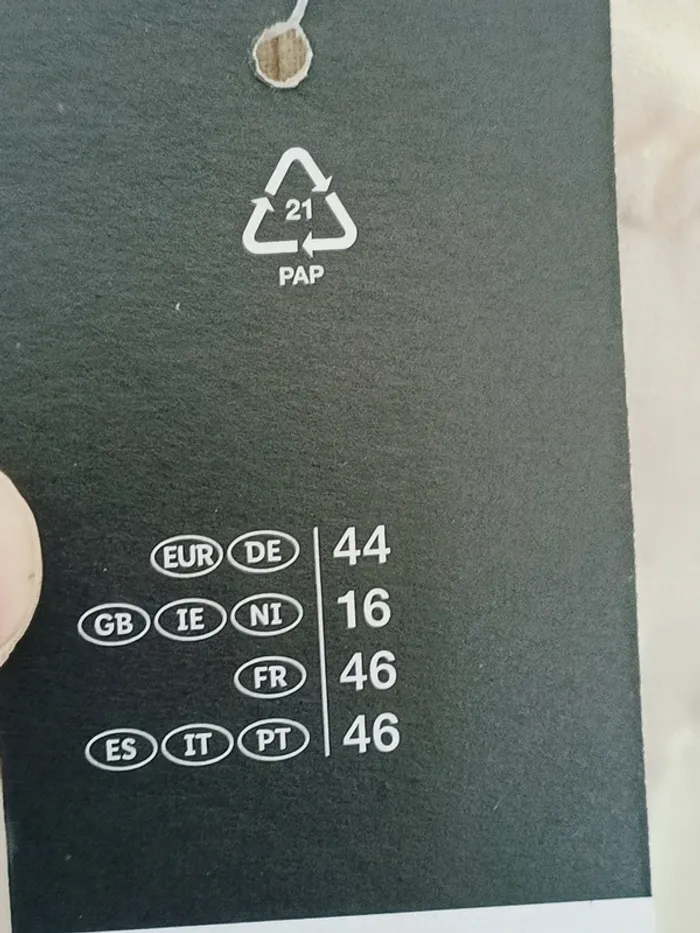 21
PAP
EUR DE 44
GB IE NI 16
FR 46
ES IT PT 46